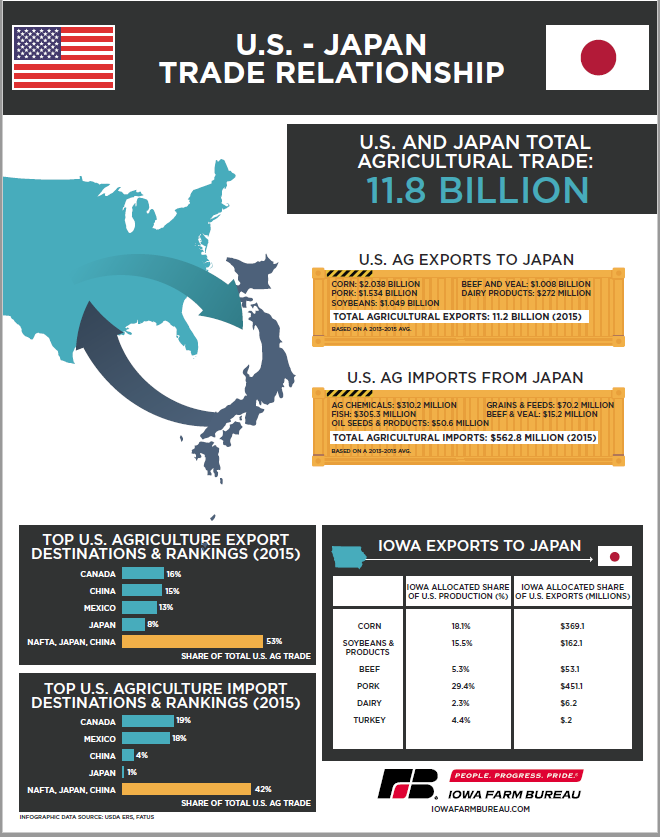 U.S. - JAPAN
TRADE RELATIONSHIP
U.S. AND JAPAN TOTAL
AGRICULTURAL TRADE:
11.8 BILLION
U.S. AG EXPORTS TO JAPAN
CORN: $2.038 BILLION
BEEF AND VEAL: $1.008 BILLION
PORK: $1.534 BILLION
DAIRY PRODUCTS: $272 MILLION
SOYBEANS: $1.049 BILLION
TOTAL AGRICULTURAL EXPORTS: 11.2 BILLION (2015)
BASED ON A 2013-2015 AVG.
U.S. AG IMPORTS FROM JAPAN
AG CHEMICALS: $310.2 MILLION
GRAINS & FEEDS: $70.2 MILLION
FISH: $305.3 MILLION
BEEF & VEAL: $15.2 MILLION
OIL SEEDS & PRODUCTS: $50.6 MILLION
TOTAL AGRICULTURAL IMPORTS: $562.8 MILLION (2015)
BASED ON A 2013-2015 AVG.
TOP U.S. AGRICULTURE EXPORT
DESTINATIONS & RANKINGS (2015)
CANADA 16%
CHINA 15%
MEXICO 13%
JAPAN 8%
NAFTA, JAPAN, CHINA 53%
SHARE OF TOTAL U.S. AG TRADE
TOP U.S. AGRICULTURE IMPORT
DESTINATIONS & RANKINGS (2015)
CANADA 19%
MEXICO 18%
CHINA 4%
JAPAN 1%
NAFTA, JAPAN, CHINA 42%
SHARE OF TOTAL U.S. AG TRADE
INFOGRAPHIC DATA SOURCE: USDA ERS, FATUS
IOWA EXPORTS TO JAPAN
IOWA ALLOCATED SHARE
OF U.S. PRODUCTION (%)
IOWA ALLOCATED SHARE
OF U.S. EXPORTS (MILLIONS)
CORN 18.1% $369.1
SOYBEANS &
PRODUCTS
15.5% $162.1
BEEF 5.3% $53.1
PORK 29.4% $451.1
DAIRY 2.3% $6.2
TURKEY 4.4% $.2
FB
PEOPLE. PROGRESS. PRIDE.®
IOWA FARM BUREAU
IOWAFARMBUREAU.COM